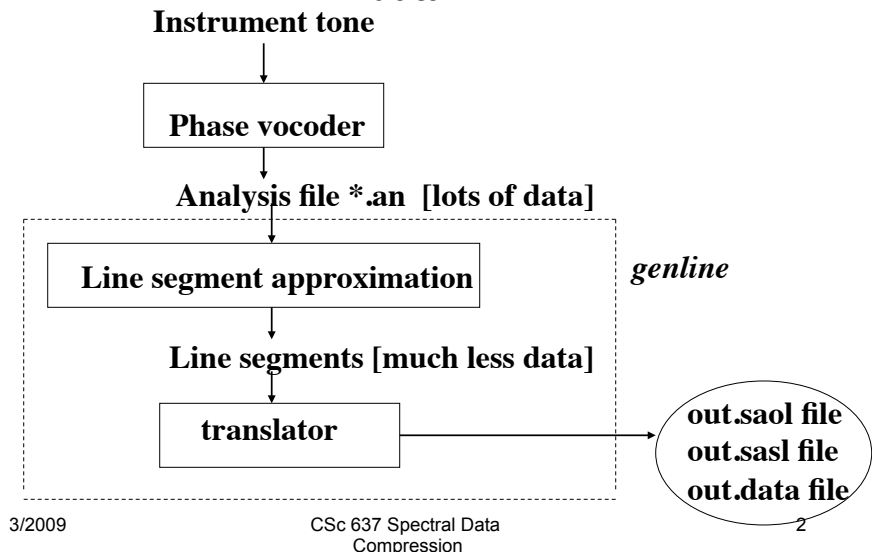 Instrument tone
Phase vocoder
Analysis file *.an [lots of data]
Line segment approximation
genline
Line segments [much less data]
translator
out.saol file
out.sasl file
out.data file
3/2009
CSc 637 Spectral Data
Compression
2